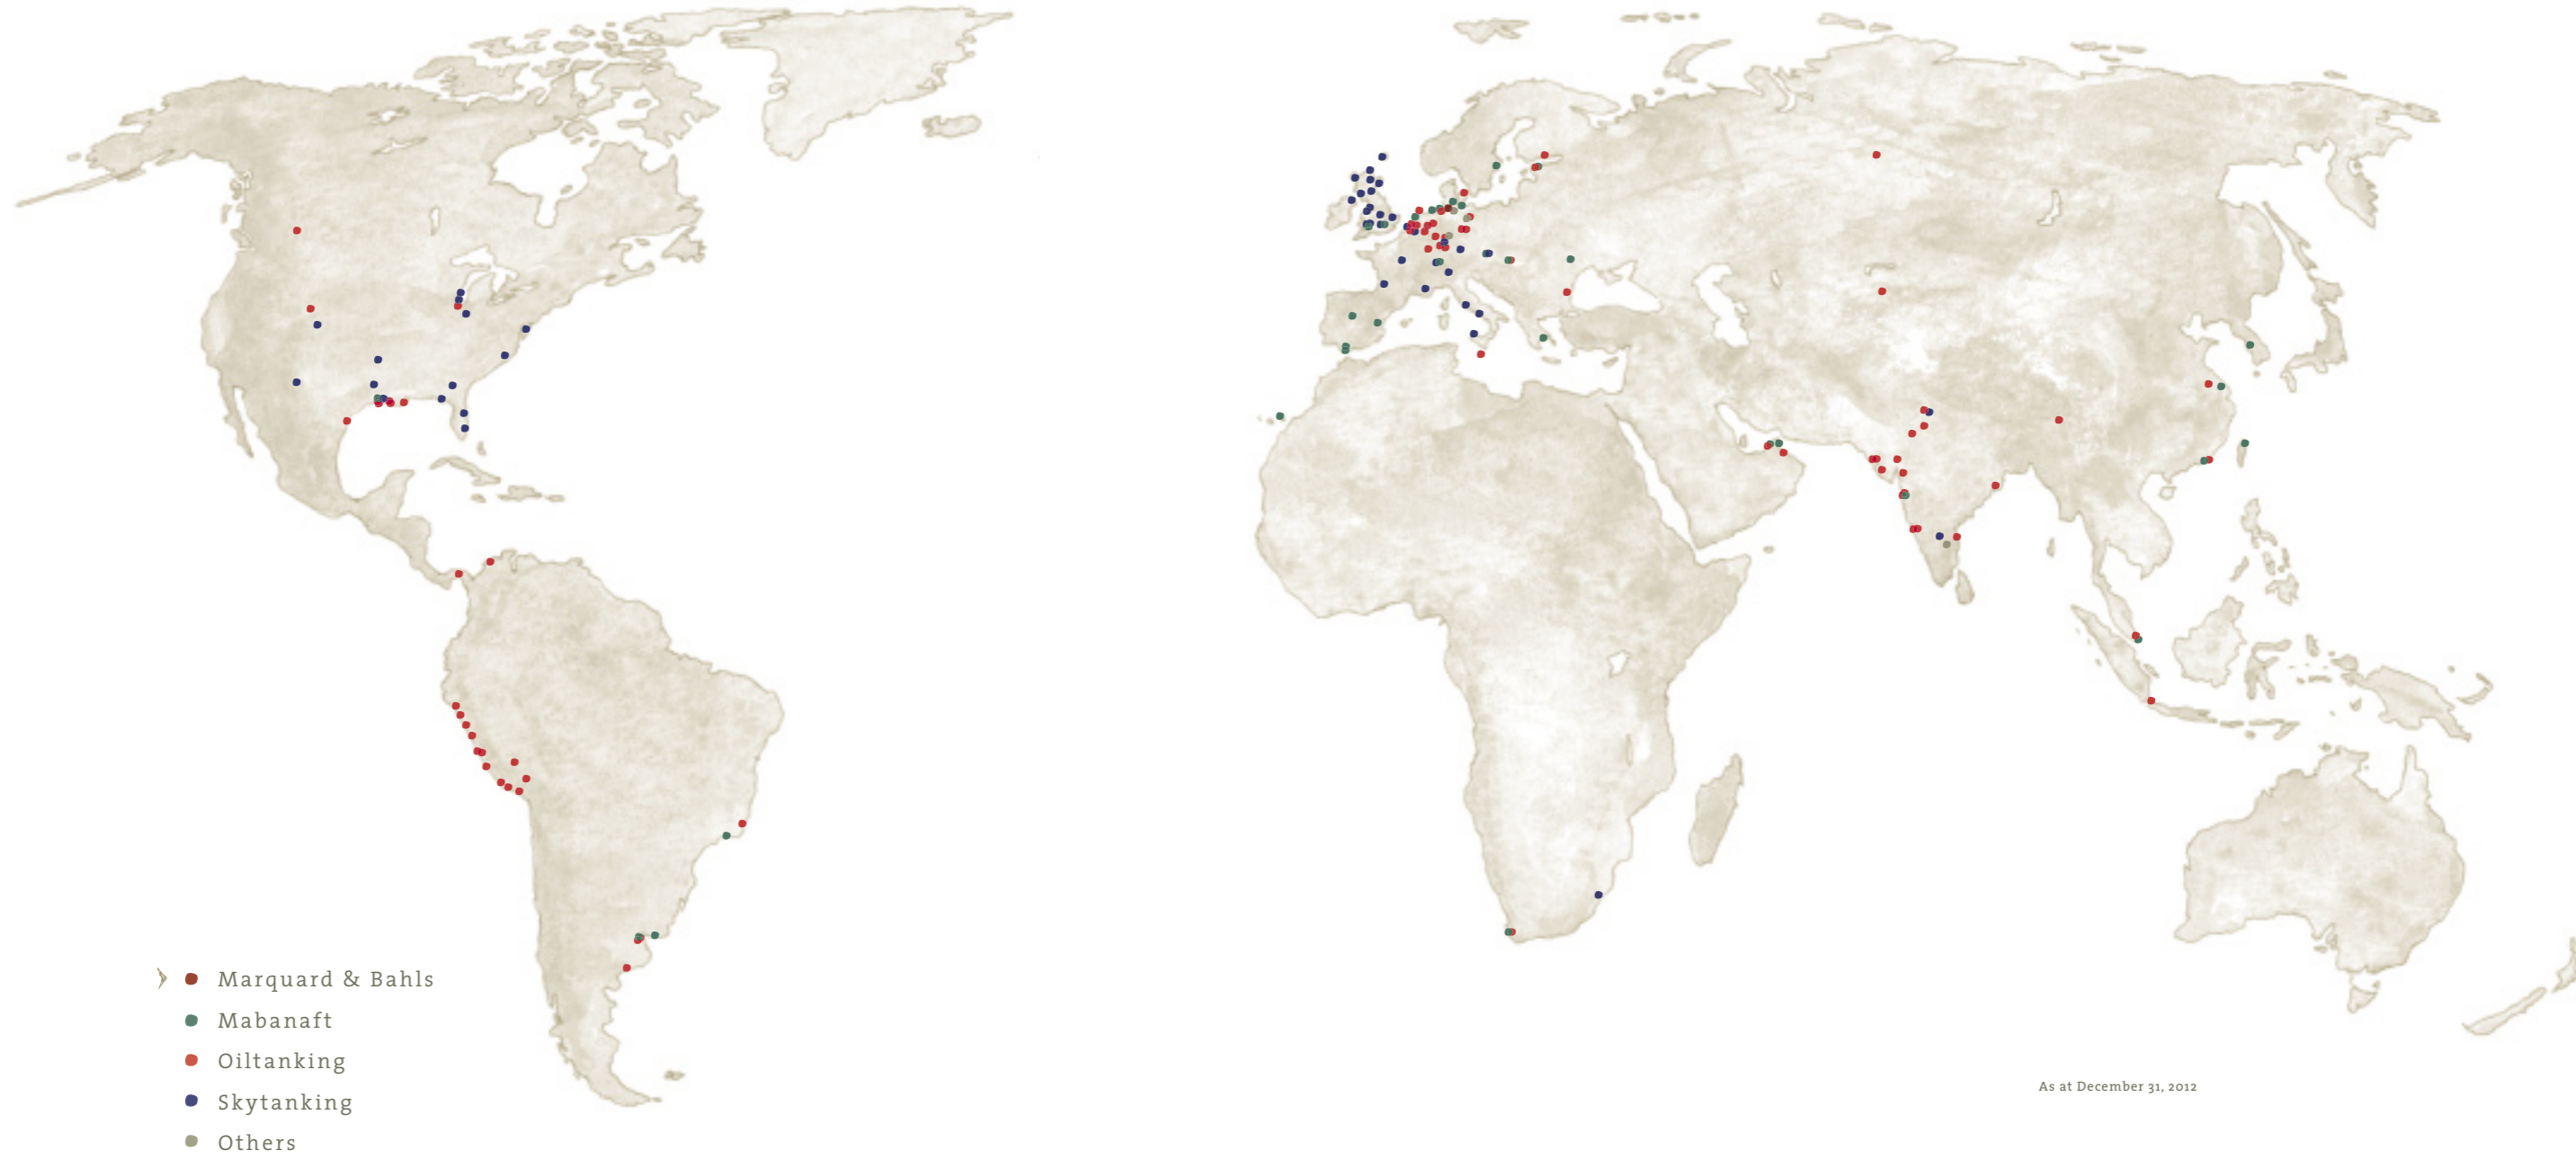 Marquard & Bahls
Mabanaft
Oiltanking
Skytanking
Others
As at December 31, 2012